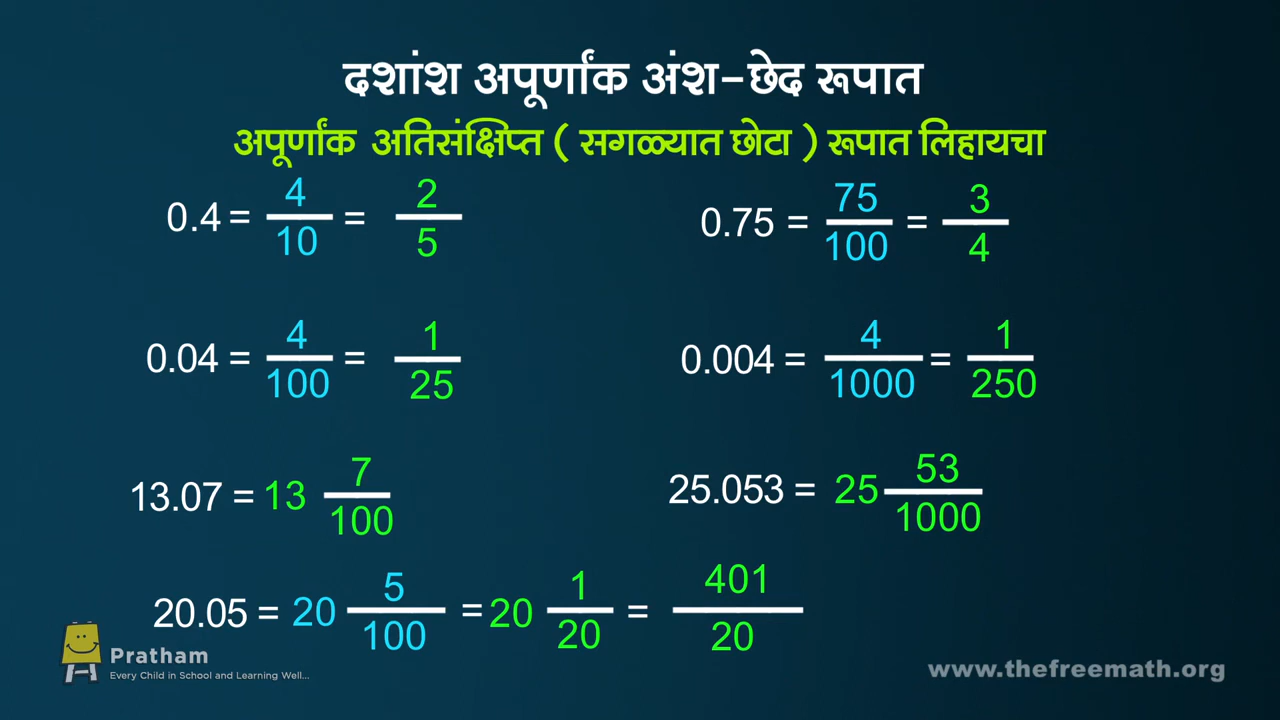 दशांश अपूर्णांक अंश-छेद रूपात
अपूर्णांक अतिसंक्षिप्त ( सगळ्यात छोटा ) रूपात लिहायचा
0.4 = 4/10 = 2/5
0.75 = 75/100 = 3/4
0.04 = 4/100 = 1/25
0.004 = 4/1000 = 1/250
13.07 = 13 7/100
25.053 = 25 53/1000
20.05 = 20 5/100 = 20 1/20 = 401/20
Pratham
Every Child in School and Learning Well...
www.thefreemath.org